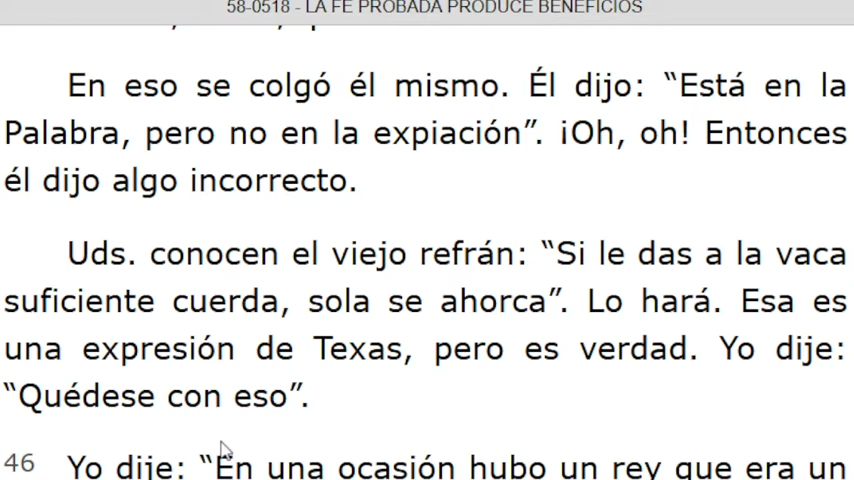 58-0518 - LA FE PROBADA PRODUCE BENEFICIOS
En eso se colgó él mismo. Él dijo: “Está en la
Palabra, pero no en la expiación”. ¡Oh, oh! Entonces
él dijo algo incorrecto.
Uds. conocen el viejo refrán: “Si le das a la vaca
suficiente cuerda, sola se ahorca”. Lo hará. Esa es
una expresión de Texas, pero es verdad. Yo dije:
“Quédese con eso”.
46 Yo dije: “En una ocasión hubo un rey que era un